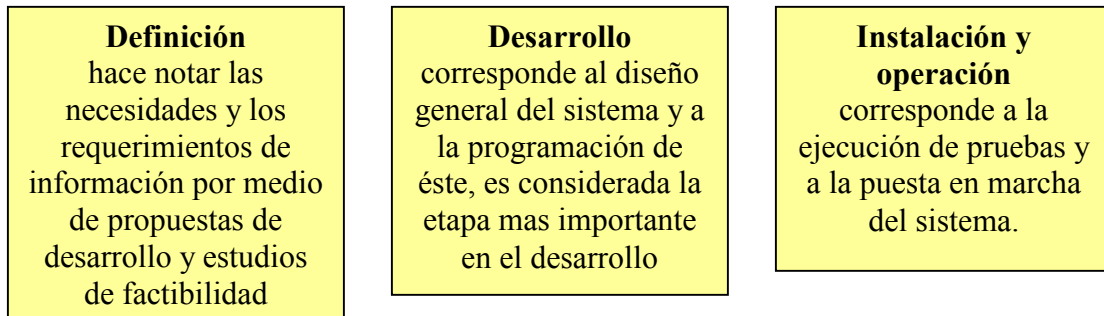 Definición
hace notar las
necesidades y los
requerimientos de
información por medio
de propuestas de
desarrollo y estudios
de factibilidad
Desarrollo
corresponde al diseño
general del sistema y a
la programación de
éste, es considerada la
etapa mas importante
en el desarrollo
Instalación y
operación
corresponde a la
ejecución de pruebas y
a la puesta en marcha
del sistema.